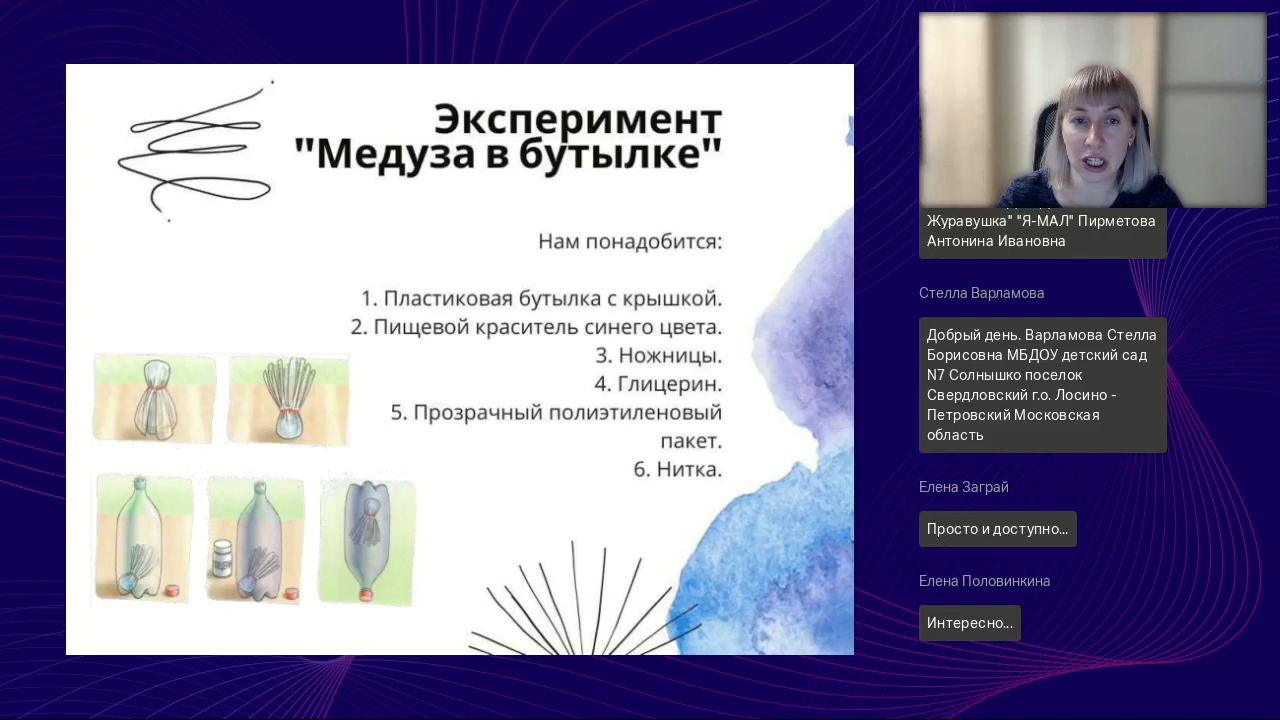 Эксперимент
"Медуза в бутылке"
Нам понадобится:
1. Пластиковая бутылка с крышкой.
2. Пищевой краситель синего цвета.
3. Ножницы.
4. Глицерин.
5. Прозрачный полиэтиленовый
пакет.
6. Нитка.
Журавушка" "Я-МАЛ" Пирметова
Антонина Ивановна
Стелла Варламова
Добрый день. Варламова Стелла
Борисовна МБДОУ детский сад
N7 Солнышко поселок
Свердловский г.о. Лосино -
Петровский Московская
область
Елена Заграй
Просто и доступно...
Елена Половинкина
Интересно...